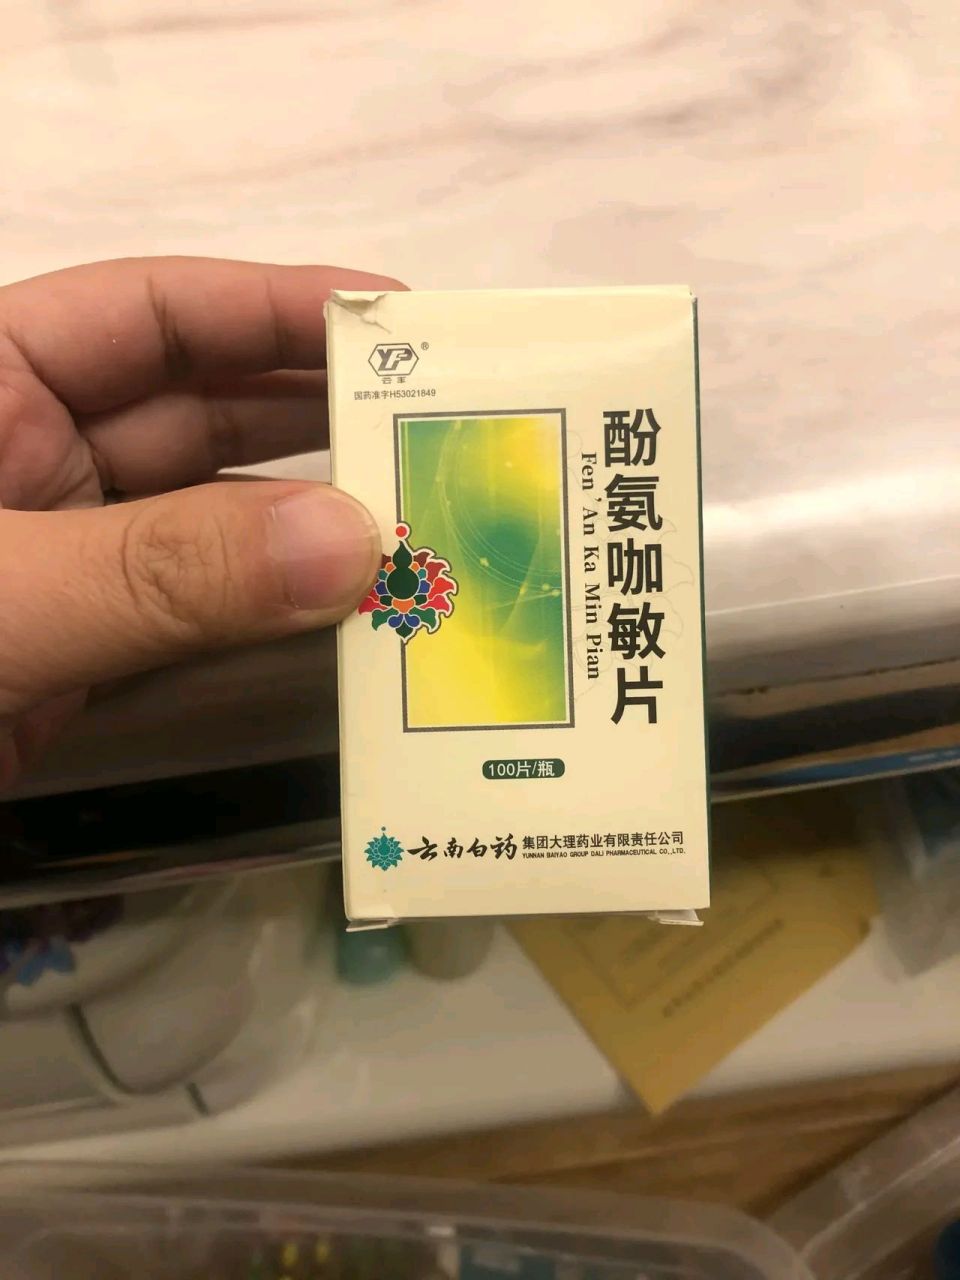 YP®
云丰
国药准字H53021849
酚氨咖敏片
Fen'An Ka Min Pian
100片/瓶
云南白药 集团大理药业有限责任公司
YUNNAN BAIYAO GROUP DALI PHARMACEUTICAL CO.,LTD.